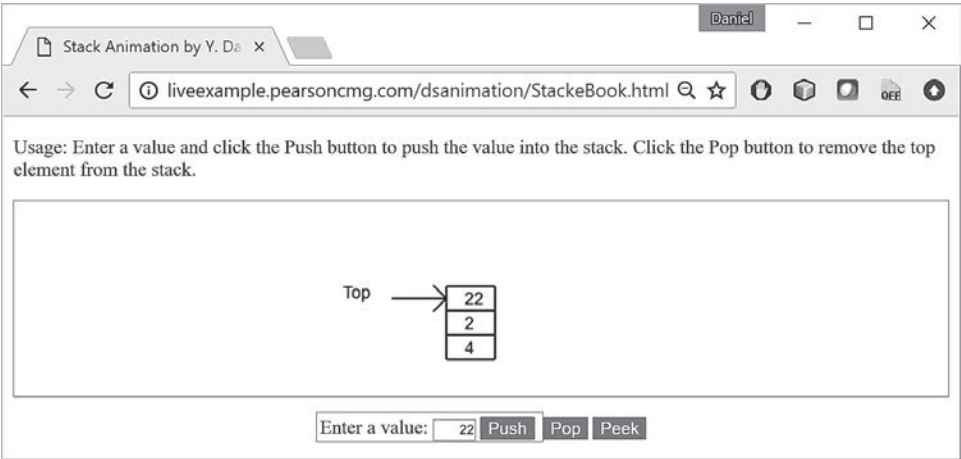 Daniel
Stack Animation by Y. Da
liveexample.pearsoncmg.com/dsanimation/StackeBook.html
OFF
Usage: Enter a value and click the Push button to push the value into the stack. Click the Pop button to remove the top
element from the stack.
Top 22
2
4
Enter a value: 22 Push Pop Peek